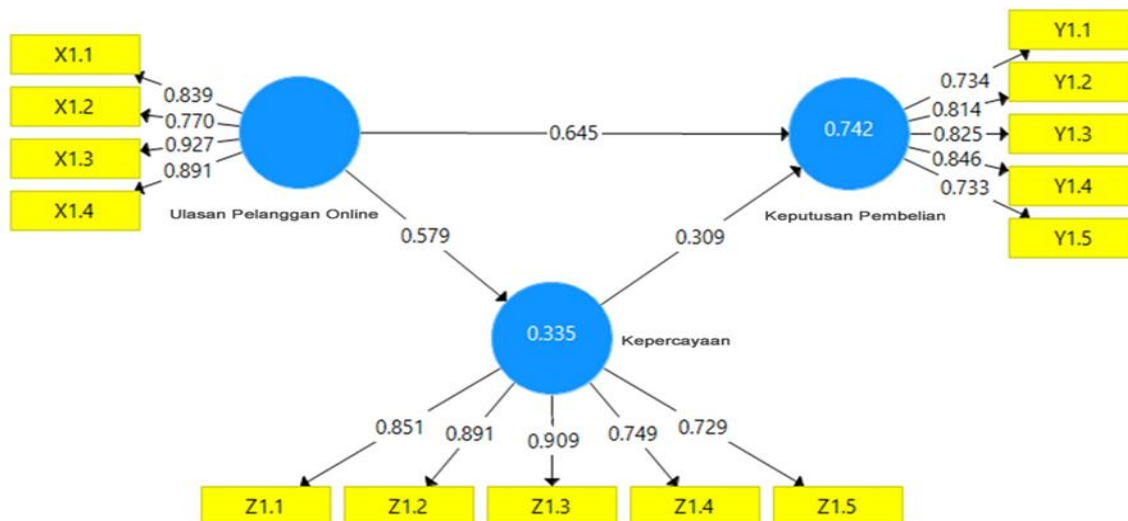 X1.1
X1.2
X1.3
X1.4
0.839
0.770
0.927
0.891
Ulasan Pelanggan Online
0.645
0.579
0.742
Keputusan Pembelian
0.734
0.814
0.825
0.846
0.733
Y1.1
Y1.2
Y1.3
Y1.4
Y1.5
0.309
0.335
Kepercayaan
0.851
0.891
0.909
0.749
0.729
Z1.1
Z1.2
Z1.3
Z1.4
Z1.5